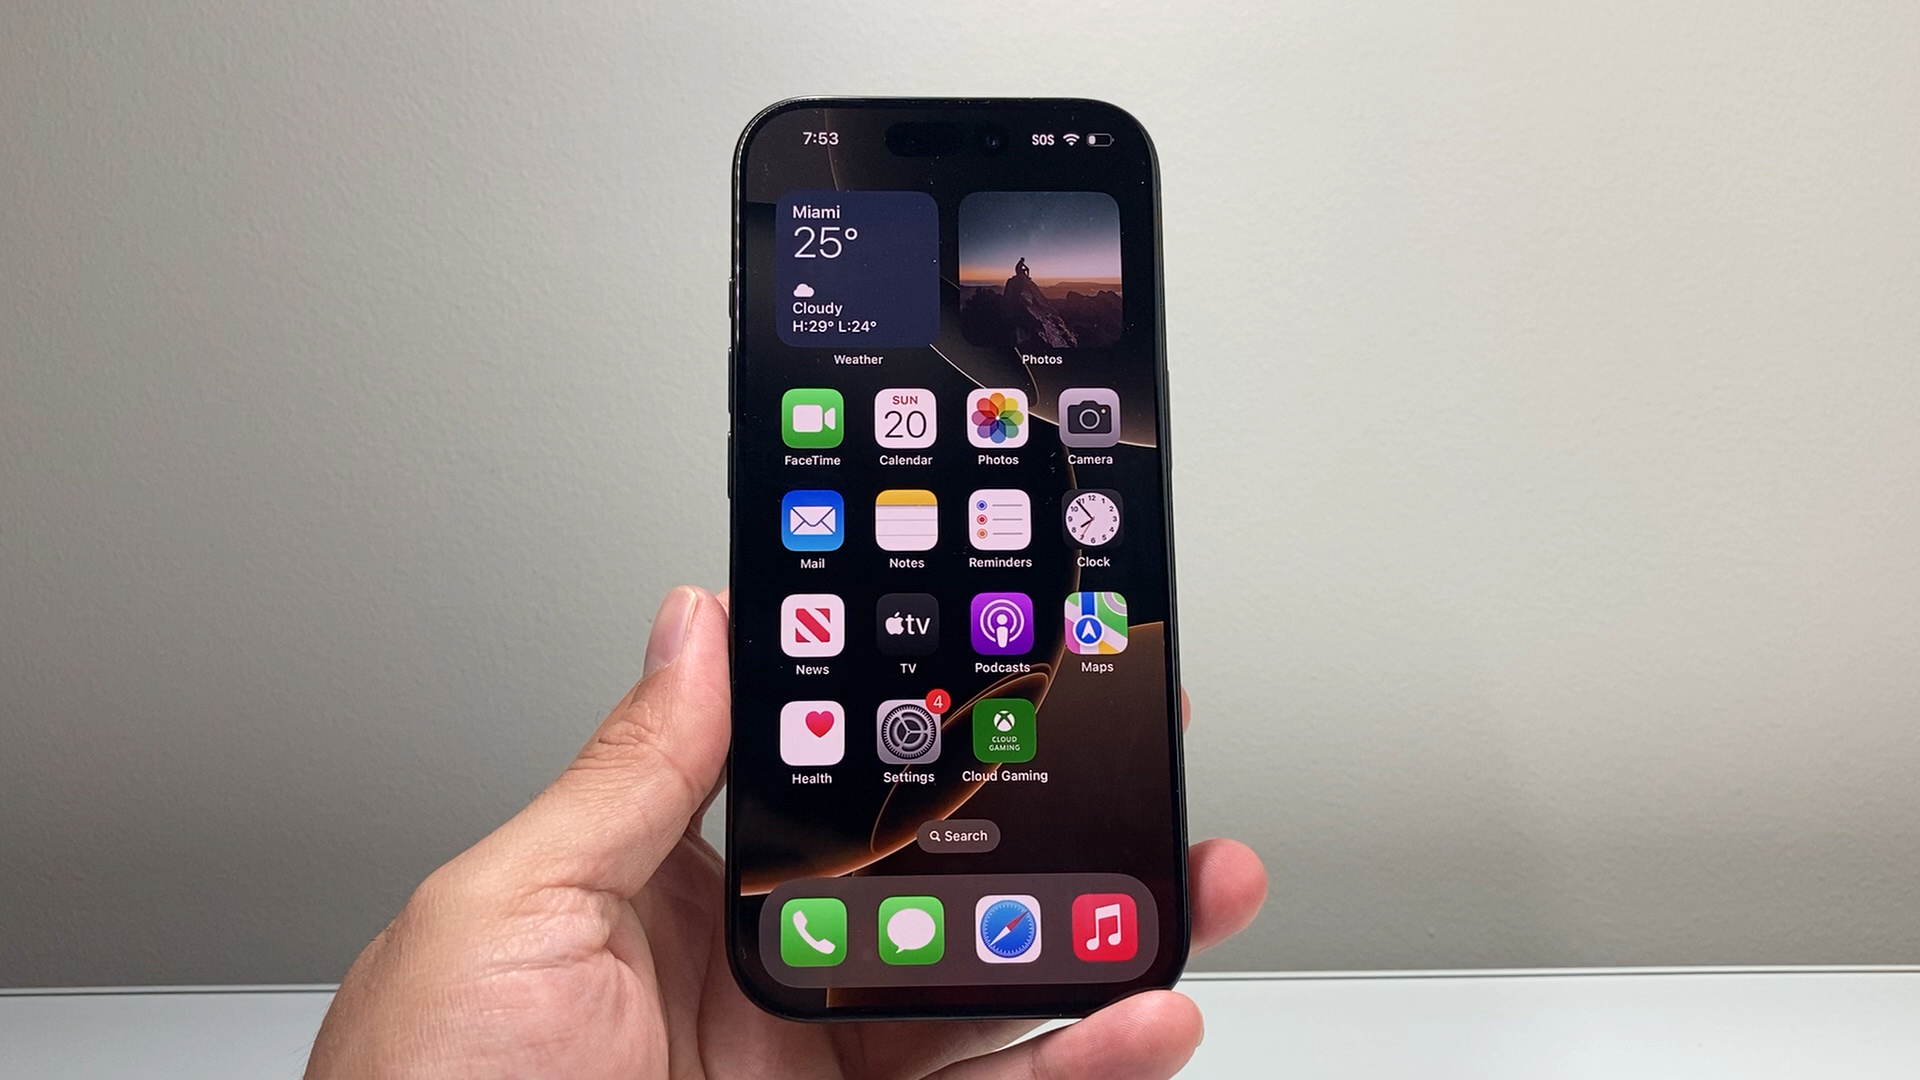 7:53
SOS
Miami
25°
Cloudy
H:29° L:24°
Weather
Photos
SUN
20
FaceTime
Calendar
Photos
Camera
Mail
Notes
Reminders
Clock
tv
News
TV
Podcasts
Maps
4
CLOUD
GAMING
Health
Settings
Cloud Gaming
Search